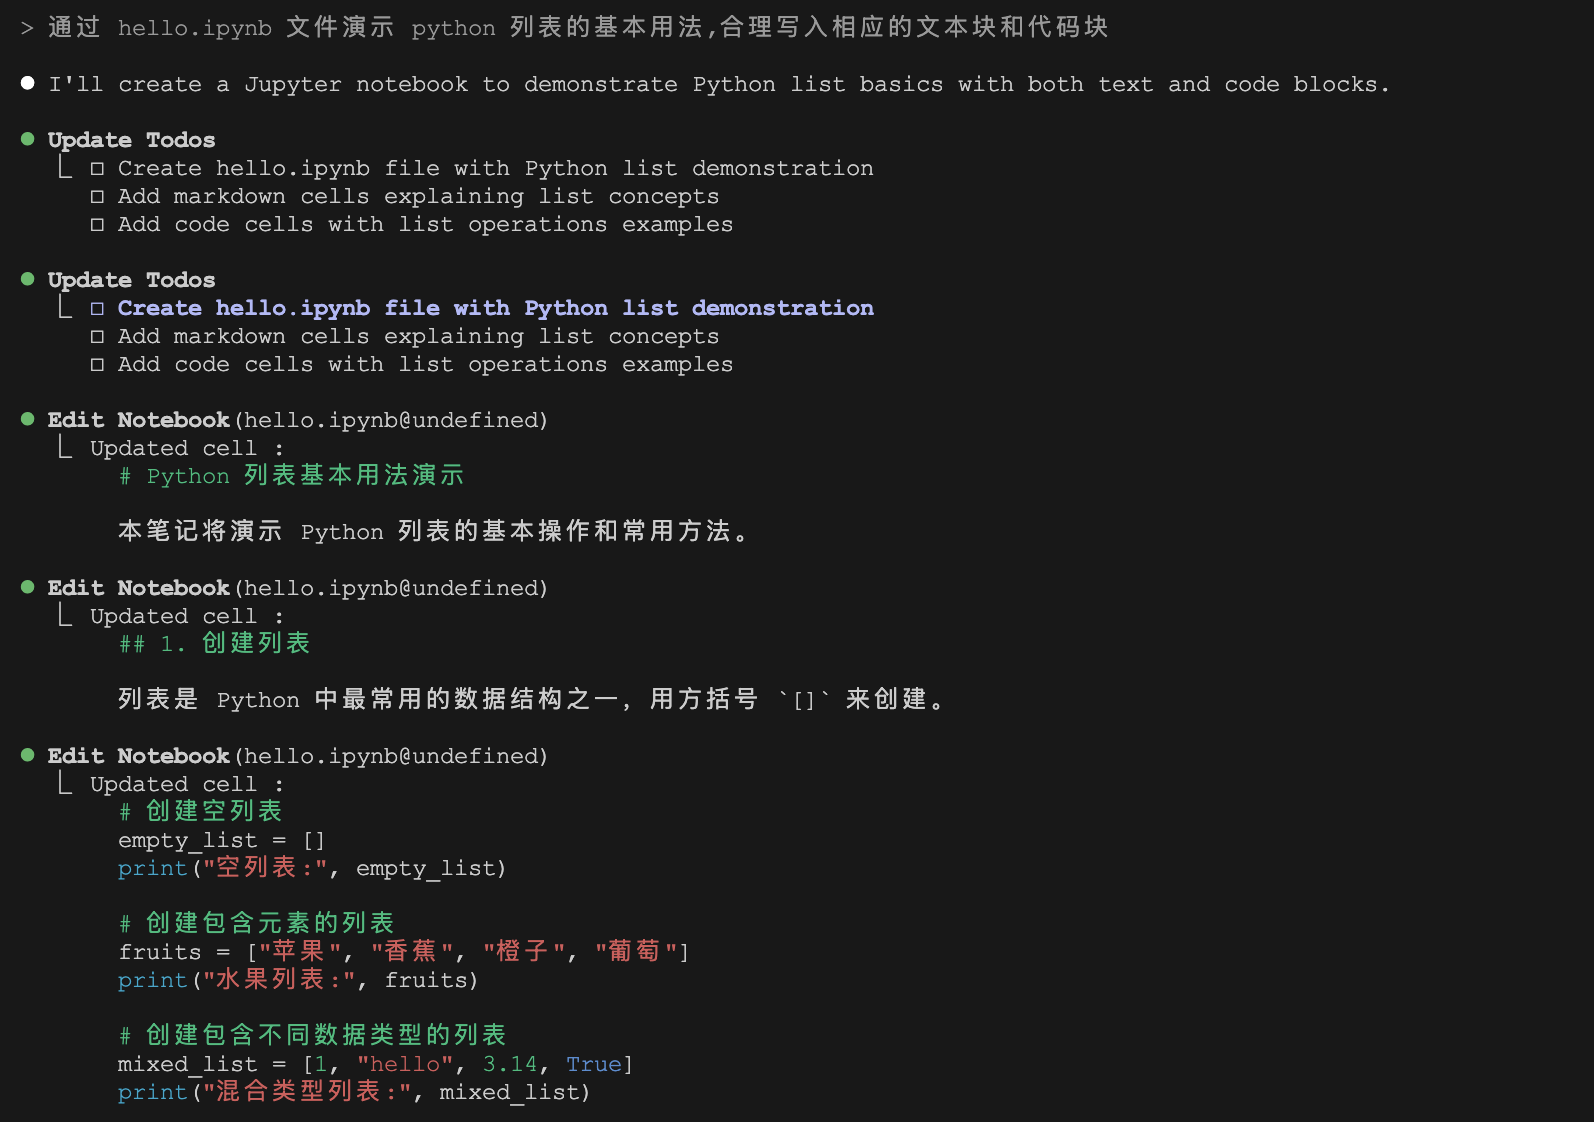 > 通过 hello.ipynb 文件演示 python 列表的基本用法,合理写入相应的文本块和代码块
● I'll create a Jupyter notebook to demonstrate Python list basics with both text and code blocks.
● Update Todos
⎿ ☐ Create hello.ipynb file with Python list demonstration
☐ Add markdown cells explaining list concepts
☐ Add code cells with list operations examples
● Update Todos
⎿ ☐ Create hello.ipynb file with Python list demonstration
☐ Add markdown cells explaining list concepts
☐ Add code cells with list operations examples
● Edit Notebook(hello.ipynb@undefined)
⎿ Updated cell :
# Python 列表基本用法演示
本笔记将演示 Python 列表的基本操作和常用方法。
● Edit Notebook(hello.ipynb@undefined)
⎿ Updated cell :
## 1. 创建列表
列表是 Python 中最常用的数据结构之一，用方括号 `[]` 来创建。
● Edit Notebook(hello.ipynb@undefined)
⎿ Updated cell :
# 创建空列表
empty_list = []
print("空列表:", empty_list)
# 创建包含元素的列表
fruits = ["苹果", "香蕉", "橙子", "葡萄"]
print("水果列表:", fruits)
# 创建包含不同数据类型的列表
mixed_list = [1, "hello", 3.14, True]
print("混合类型列表:", mixed_list)